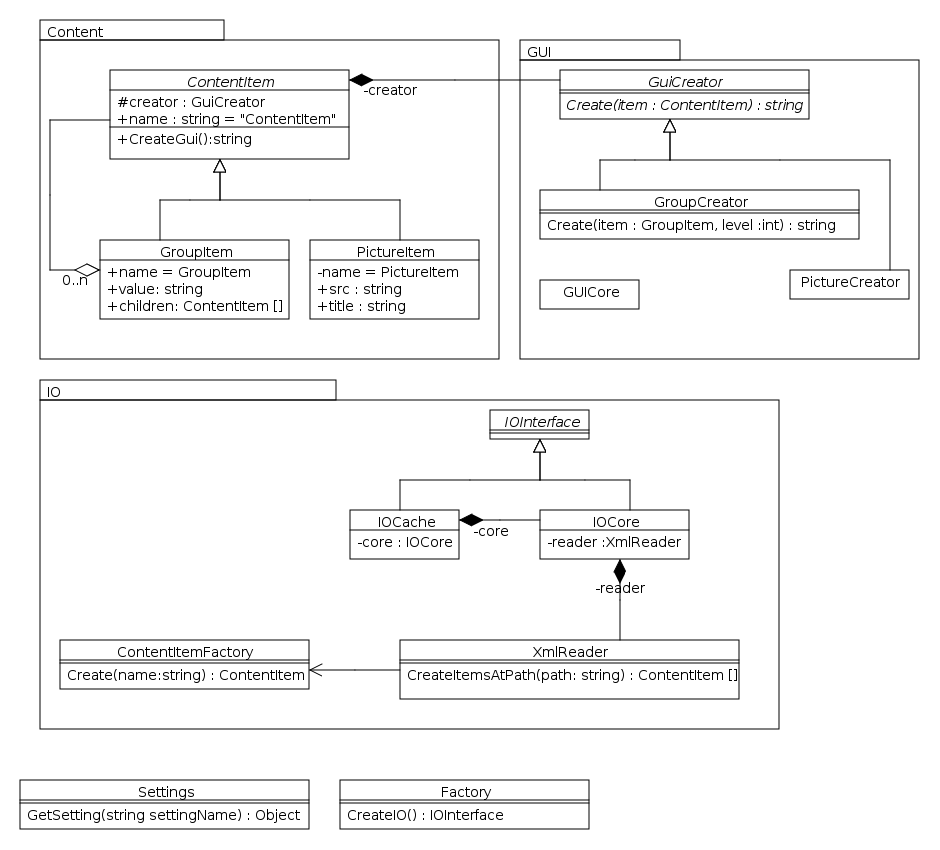 Content
ContentItem
#creator : GuiCreator
+name : string = "ContentItem"
+CreateGui():string
-creator
GroupItem
+name = GroupItem
+value: string
+children: ContentItem []
0..n
PictureItem
-name = PictureItem
+src : string
+title : string
GUI
GuiCreator
Create(item : ContentItem) : string
GroupCreator
Create(item : GroupItem, level :int) : string
GUICore
PictureCreator
IO
IOInterface
IOCache
-core : IOCore
-core
IOCore
-reader :XmlReader
-reader
ContentItemFactory
Create(name:string) : ContentItem
XmlReader
CreateItemsAtPath(path: string) : ContentItem []
Settings
GetSetting(string settingName) : Object
Factory
CreateIO() : IOInterface